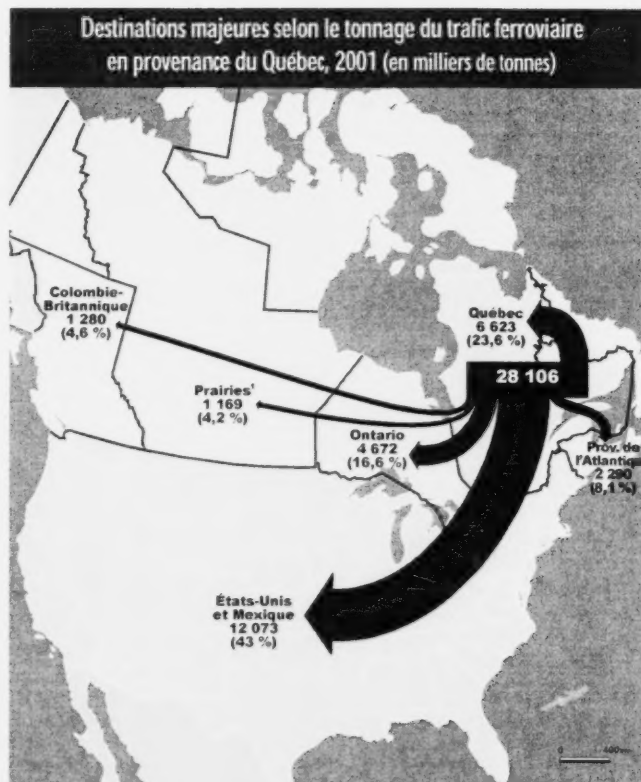 Destinations majeures selon le tonnage du trafic ferroviaire
en provenance du Québec, 2001 (en milliers de tonnes)
Colombie-
Britannique
1 280
(4,6 %)
Québec
6 623
(23,6 %)
28 106
Prairies¹
1 169
(4,2 %)
Ontario
4 672
(16,6 %)
Prov. de
l'Atlantiq
2 290
(8,1 %)
États-Unis
et Mexique
12 073
(43 %)
0